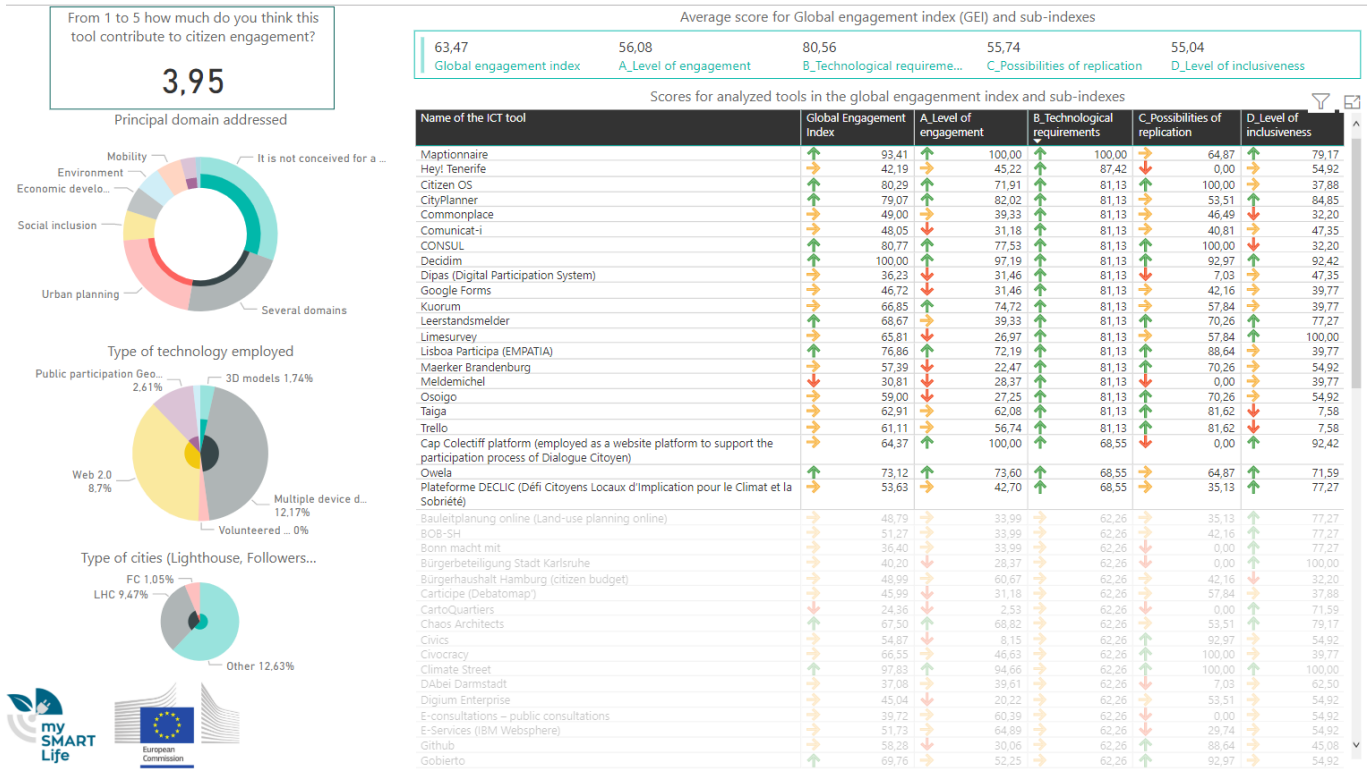 From 1 to 5 how much do you think this
tool contribute to citizen engagement?
3,95
Average score for Global engagement index (GEI) and sub-indexes
63,47 56,08 80,56 55,74 55,04
Global engagement index A_Level of engagement B_Technological requireme... C_Possibilities of replication D_Level of inclusiveness
Principal domain addressed
Mobility
It is not conceived for a ...
Environment
Economic develo...
Social inclusion
Urban planning
Several domains
Type of technology employed
Public participation Geo...
2,61%
3D models 1,74%
Web 2.0
8,7%
Multiple device d...
12,17%
Volunteered ... 0%
Type of cities (Lighthouse, Followers...
FC 1,05%
LHC 9,47%
Other 12,63%
my
SMART
Life
European
Commission
Scores for analyzed tools in the global engagenment index and sub-indexes
Name of the ICT tool Global Engagement Index A_Level of engagement B_Technological requirements C_Possibilities of replication D_Level of inclusiveness
Maptionnaire 93,41 100,00 100,00 64,87 79,17
Hey! Tenerife 42,19 45,22 87,42 0,00 54,92
Citizen OS 80,29 71,91 81,13 100,00 37,88
CityPlanner 79,07 82,02 81,13 53,51 84,85
Commonplace 49,00 39,33 81,13 46,49 32,20
Comunicat-i 48,05 31,18 81,13 40,81 47,35
CONSUL 80,77 77,53 81,13 100,00 32,20
Decidim 100,00 97,19 81,13 92,97 92,42
Dipas (Digital Participation System) 36,23 31,46 81,13 7,03 47,35
Google Forms 46,72 31,46 81,13 42,16 39,77
Kuorum 66,85 74,72 81,13 57,84 39,77
Leerstandsmelder 68,67 39,33 81,13 70,26 77,27
Limesurvey 65,81 26,97 81,13 57,84 100,00
Lisboa Participa (EMPATIA) 76,86 72,19 81,13 88,64 39,77
Maerker Brandenburg 57,39 22,47 81,13 70,26 54,92
Meldemichel 30,81 28,37 81,13 0,00 39,77
Osoigo 59,00 27,25 81,13 70,26 54,92
Taiga 62,91 62,08 81,13 81,62 7,58
Trello 61,11 56,74 81,13 81,62 7,58
Cap Colectiff platform (employed as a website platform to support the 64,37 100,00 68,55 0,00 92,42
participation process of Dialogue Citoyen)
Owela 73,12 73,60 68,55 64,87 71,59
Plateforme DECLIC (Défi Citoyens Locaux d'Implication pour le Climat et la 53,63 42,70 68,55 35,13 77,27
Sobriété)
Bauleitplanung online (Land-use planning online) 48,79 33,99 62,26 35,13 77,27
BOB-SH 51,27 33,99 62,26 42,16 77,27
Bonn macht mit 36,40 33,99 62,26 0,00 77,27
Bürgerbeteiligung Stadt Karlsruhe 40,20 28,37 62,26 0,00 100,00
Bürgerhaushalt Hamburg (citizen budget) 48,99 60,67 62,26 42,16 32,20
Carticipe (Debatomap') 45,99 31,18 62,26 57,84 37,88
CartoQuartiers 24,36 2,53 62,26 0,00 71,59
Chaos Architects 67,50 68,82 62,26 53,51 79,17
Civics 54,87 8,15 62,26 92,97 54,92
Civocracy 66,55 46,63 62,26 100,00 39,77
Climate Street 97,83 94,66 62,26 100,00 100,00
DAbei Darmstadt 37,08 39,61 62,26 7,03 62,50
Digium Enterprise 45,04 20,22 62,26 53,51 54,92
E-consultations – public consultations 39,72 60,39 62,26 0,00 54,92
E-Services (IBM Websphere) 51,73 64,89 62,26 29,74 54,92
Github 58,28 30,06 62,26 88,64 45,08
Gobierto 69,76 52,25 62,26 92,97 54,92